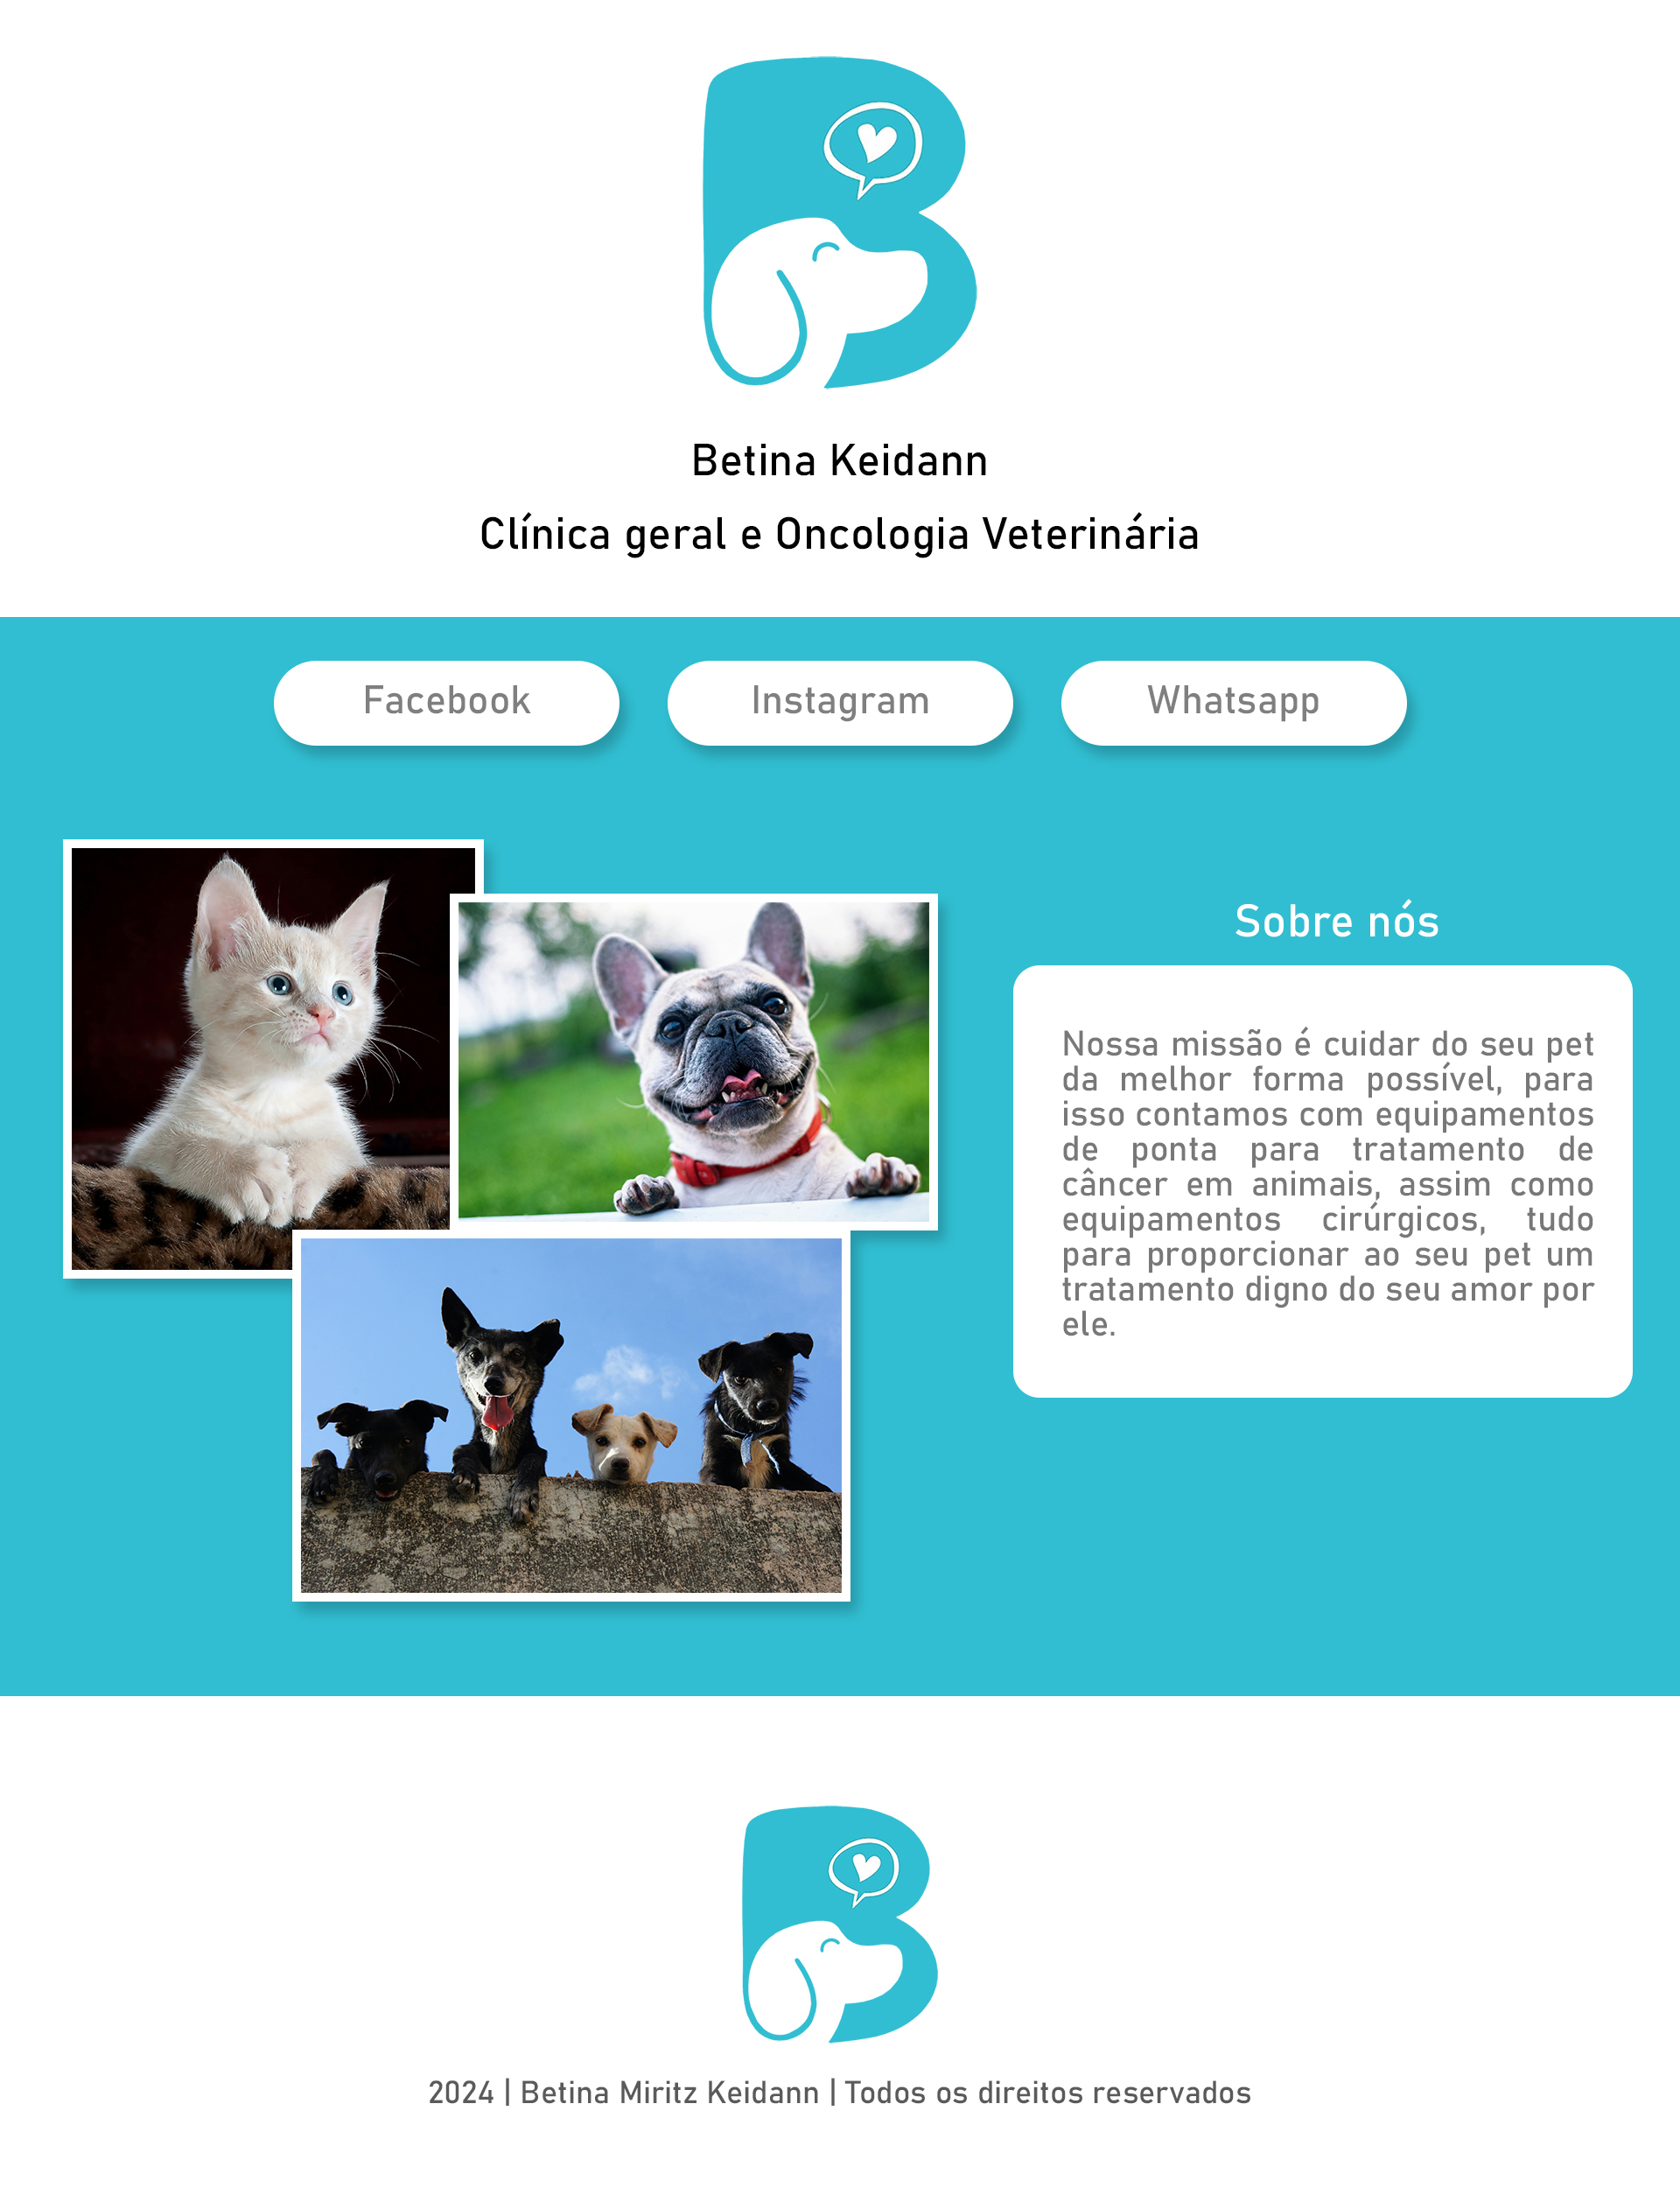 Betina Keidann
Clínica geral e Oncologia Veterinária
Facebook
Instagram
Whatsapp
Sobre nós
Nossa missão é cuidar do seu pet
da melhor forma possível, para
isso contamos com equipamentos
de ponta para tratamento de
câncer em animais, assim como
equipamentos cirúrgicos, tudo
para proporcionar ao seu pet um
tratamento digno do seu amor por
ele.
2024 | Betina Miritz Keidann | Todos os direitos reservados